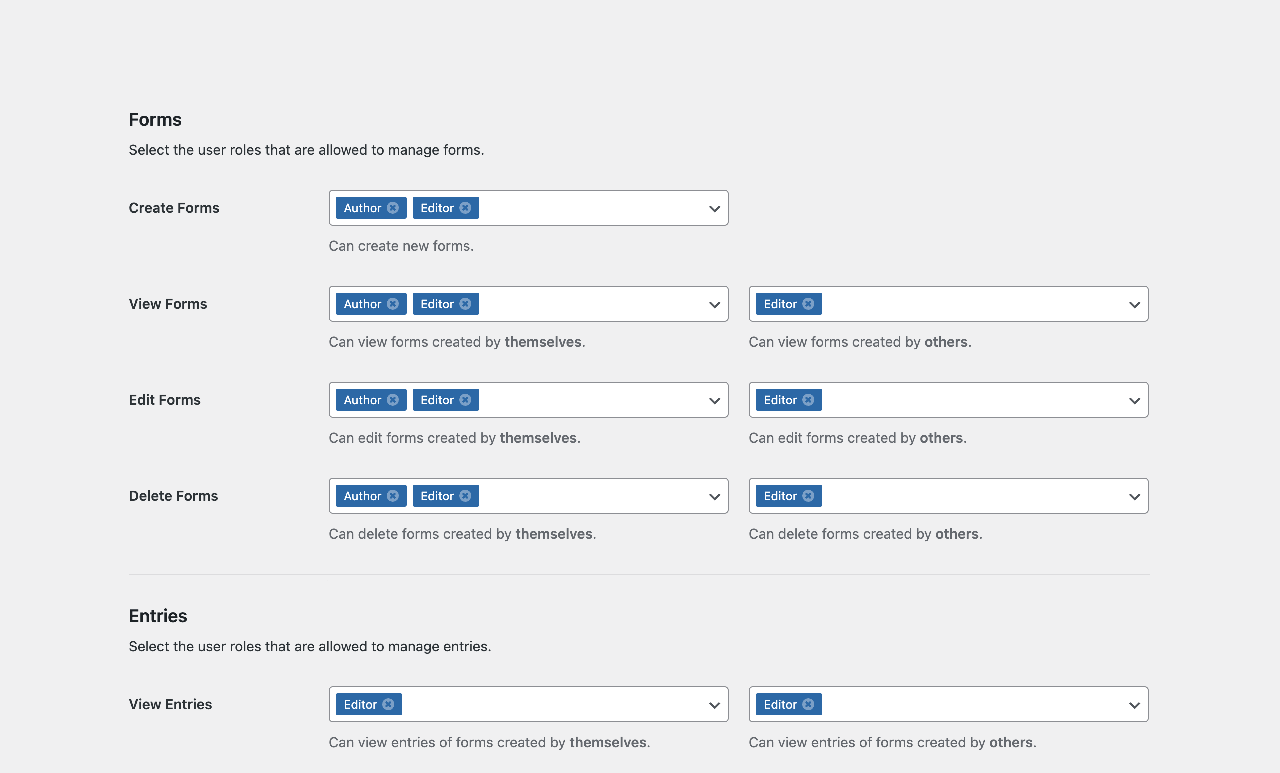 Forms
Select the user roles that are allowed to manage forms.
Create Forms
Author Editor
Can create new forms.
View Forms
Author Editor
Editor
Can view forms created by themselves.
Can view forms created by others.
Edit Forms
Author Editor
Editor
Can edit forms created by themselves.
Can edit forms created by others.
Delete Forms
Author Editor
Editor
Can delete forms created by themselves.
Can delete forms created by others.
Entries
Select the user roles that are allowed to manage entries.
View Entries
Editor
Editor
Can view entries of forms created by themselves.
Can view entries of forms created by others.